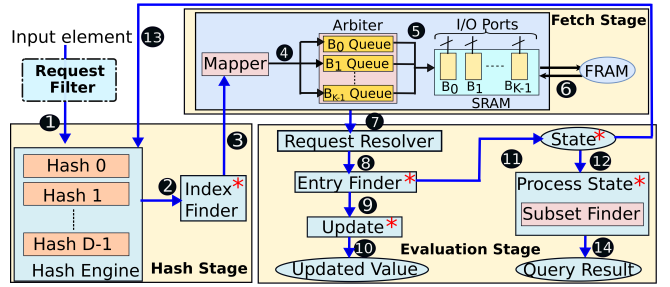 Input element
Request
Filter
1
13
Hash 0
Hash 1
Hash D-1
Hash Engine
2
Index*
Finder
Hash Stage
3
Mapper
4
Arbiter
B0 Queue
B1 Queue
BK-1 Queue
5
I/O Ports
B0 B1 BK-1
SRAM
Fetch Stage
6
FRAM
7
Request Resolver
8
Entry Finder*
9
Update*
10
Updated Value
11
State*
12
Process State*
Subset Finder
Evaluation Stage
14
Query Result